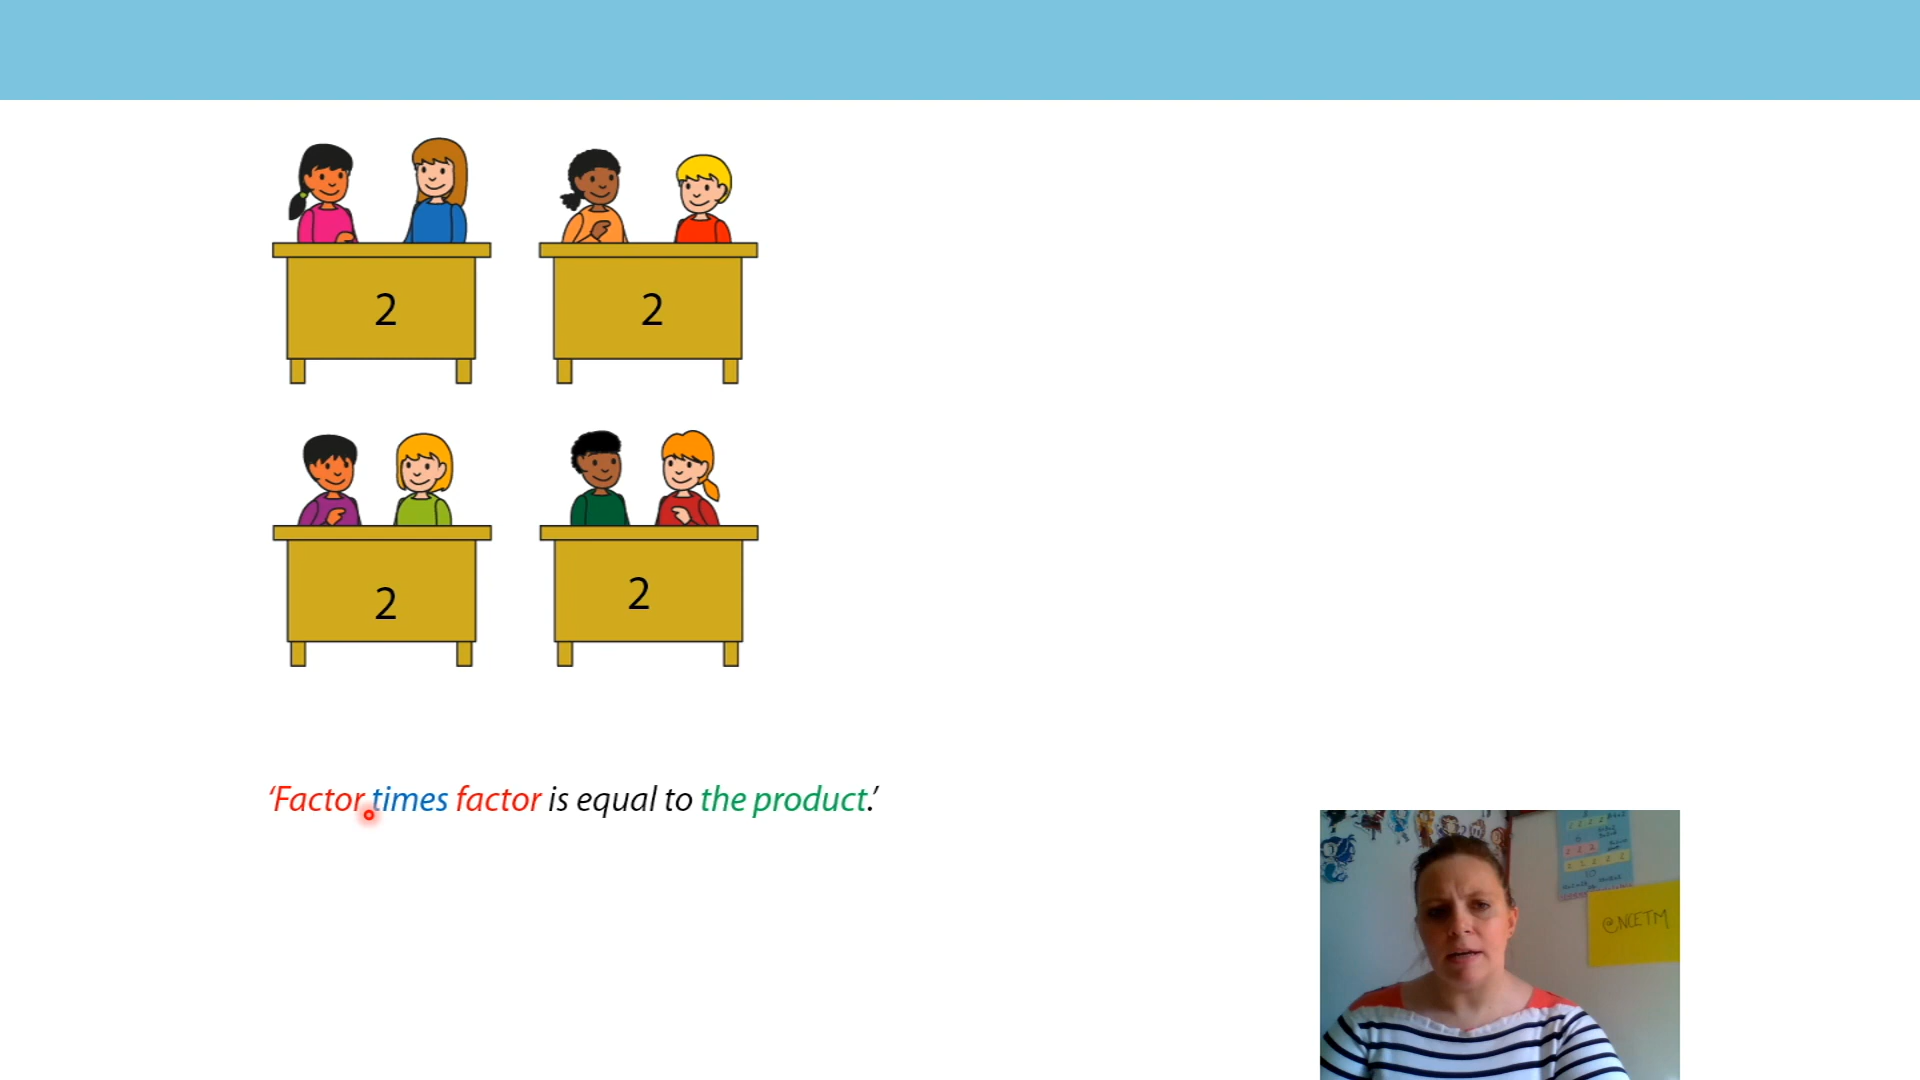 2 2
2 2
‘Factor times factor is equal to the product.’
@NCETM